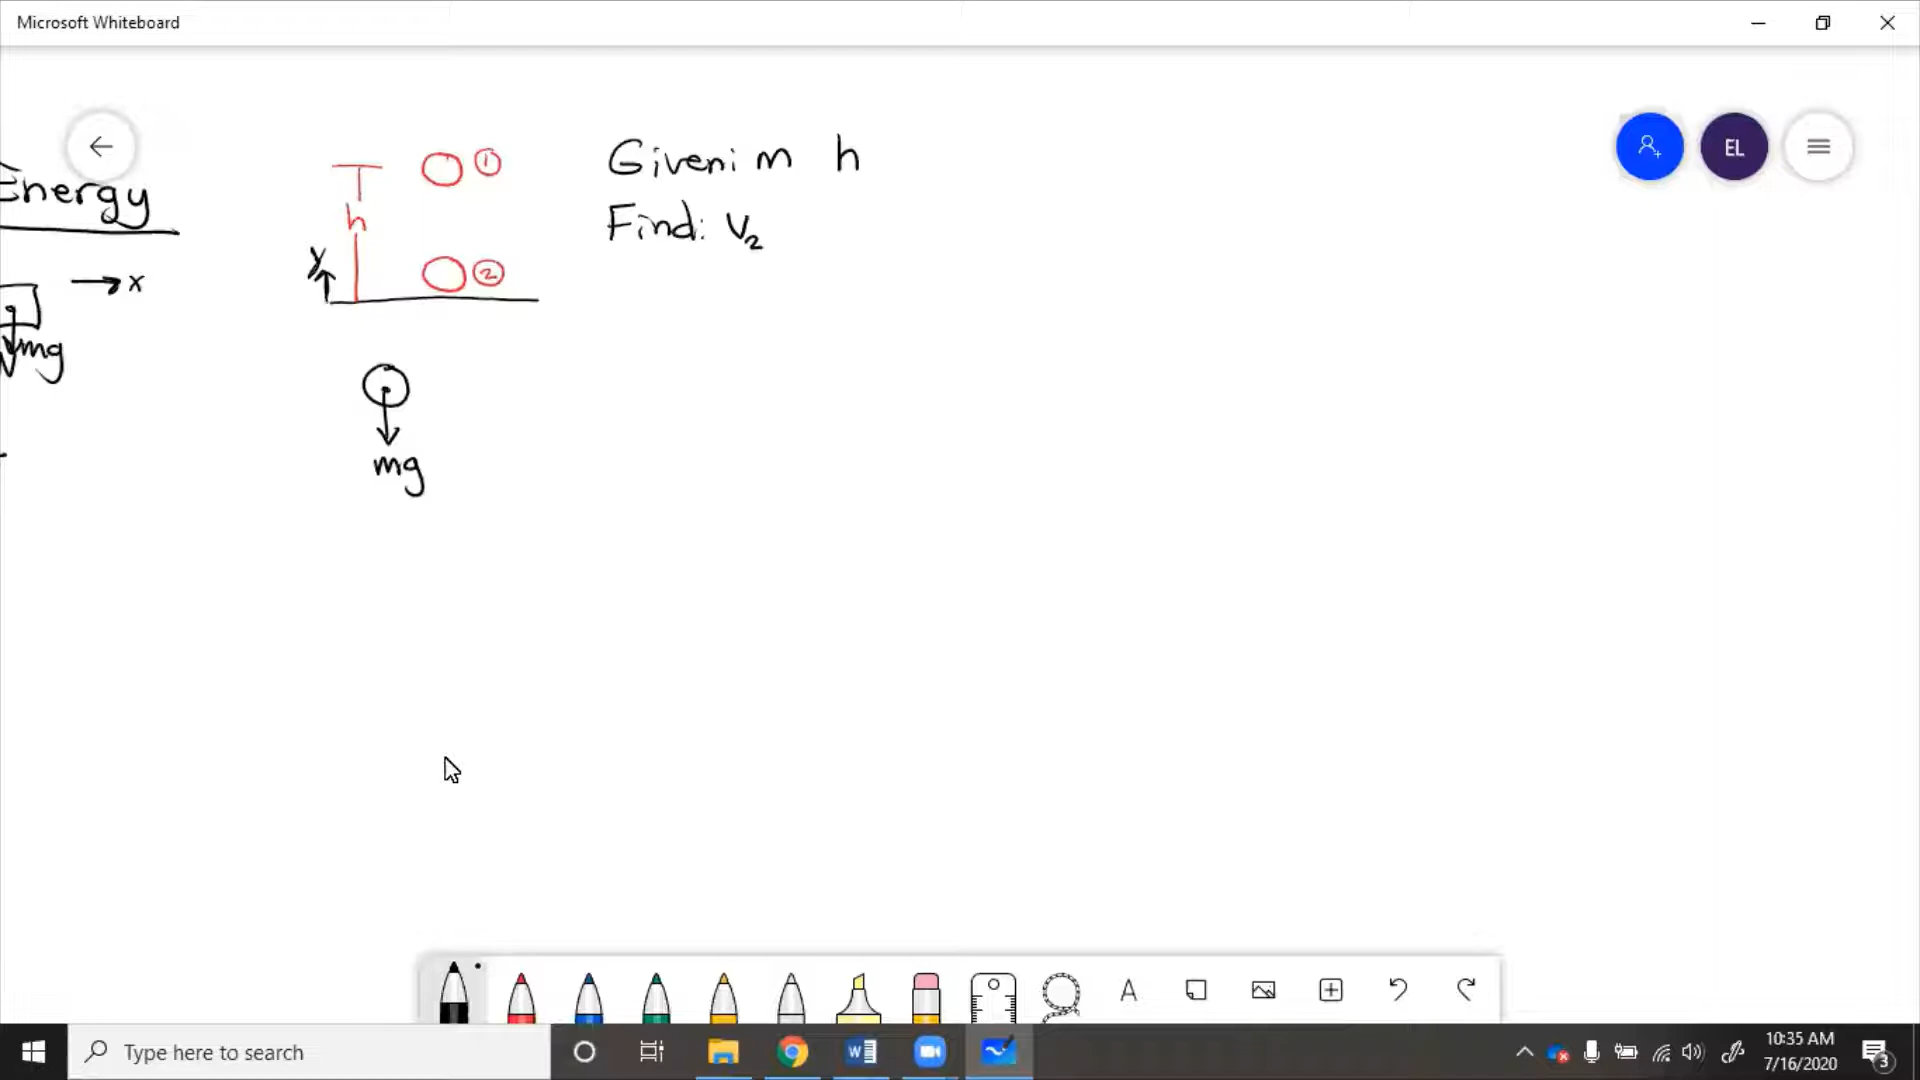 Microsoft Whiteboard
Energy
→x
mg
h
y
①
②
mg
Given: m h
Find: v₂
EL
A
Type here to search
10:35 AM
7/16/2020
3